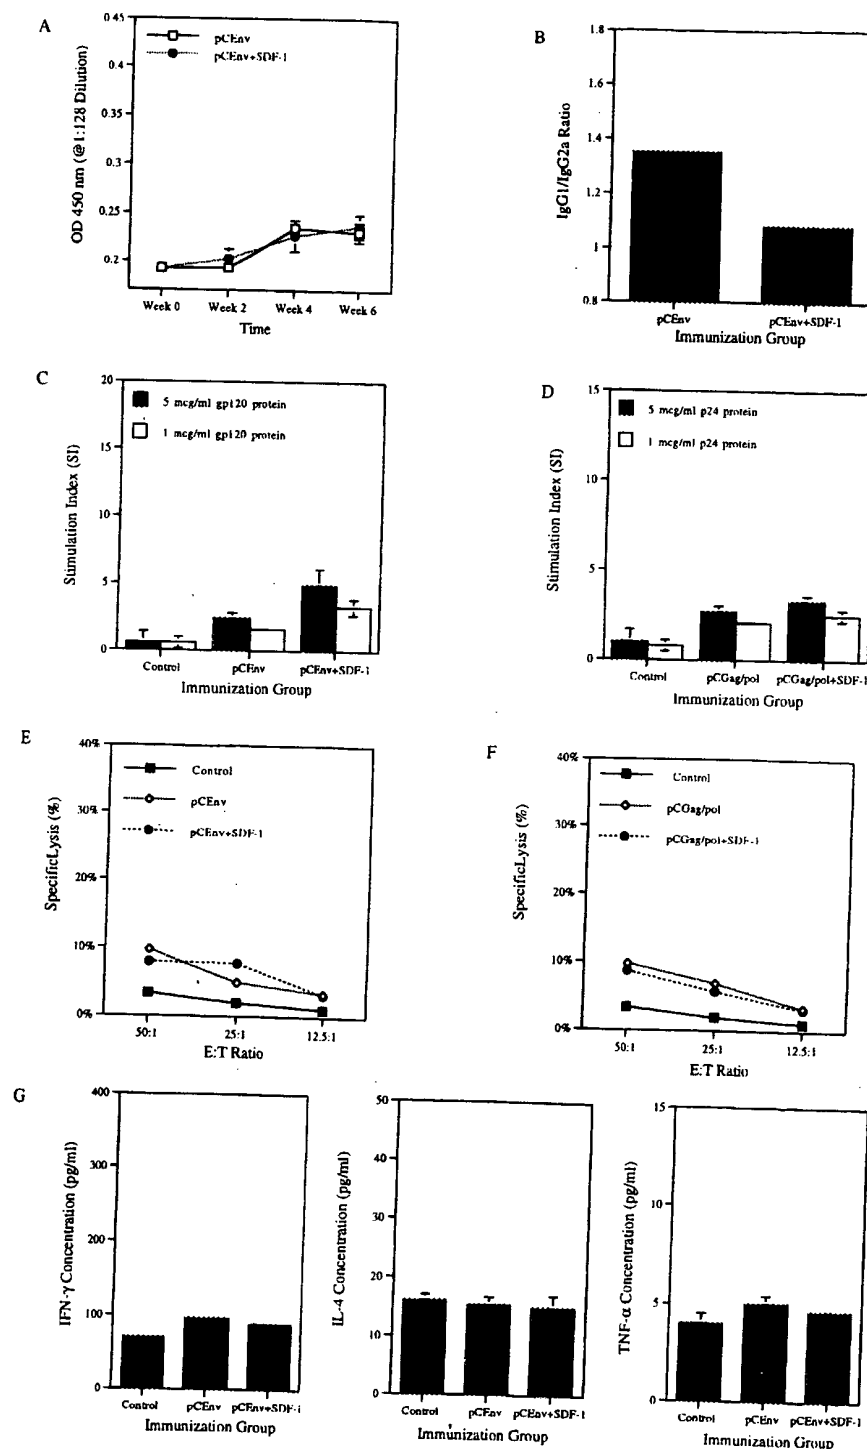 A
OD 450 nm (@1:128 Dilution)
0.45
0.4
0.3
0.25
0.2
pCEnv
pCEnv+SDF-1
Week 0
Week 2
Week 4
Week 6
Time
B
IgG1/IgG2a Ratio
1.8
1.6
1.4
1.2
1
0.8
pCEnv
pCEnv+SDF-1
Immunization Group
C
Stimulation Index (SI)
20
15
10
5
0
5 mcg/ml gp120 protein
1 mcg/ml gp120 protein
Control
pCEnv
pCEnv+SDF-1
Immunization Group
D
Stimulation Index (SI)
15
10
5
0
5 mcg/ml p24 protein
1 mcg/ml p24 protein
Control
pCGag/pol
pCGag/pol+SDF-1
Immunization Group
E
SpecificLysis (%)
40%
30%
20%
10%
0%
Control
pCEnv
pCEnv+SDF-1
50:1
25:1
12.5:1
E:T Ratio
F
SpecificLysis (%)
40%
30%
20%
10%
0%
Control
pCGag/pol
pCGag/pol+SDF-1
50:1
25:1
12.5:1
E:T Ratio
G
IFN-γ Concentration (pg/ml)
400
300
200
100
0
Control
pCEnv
pCEnv+SDF-1
Immunization Group
IL-4 Concentration (pg/ml)
50
40
30
20
10
0
Control
pCEnv
pCEnv+SDF-1
Immunization Group
TNF-α Concentration (pg/ml)
15
10
5
0
Control
pCEnv
pCEnv+SDF-1
Immunization Group